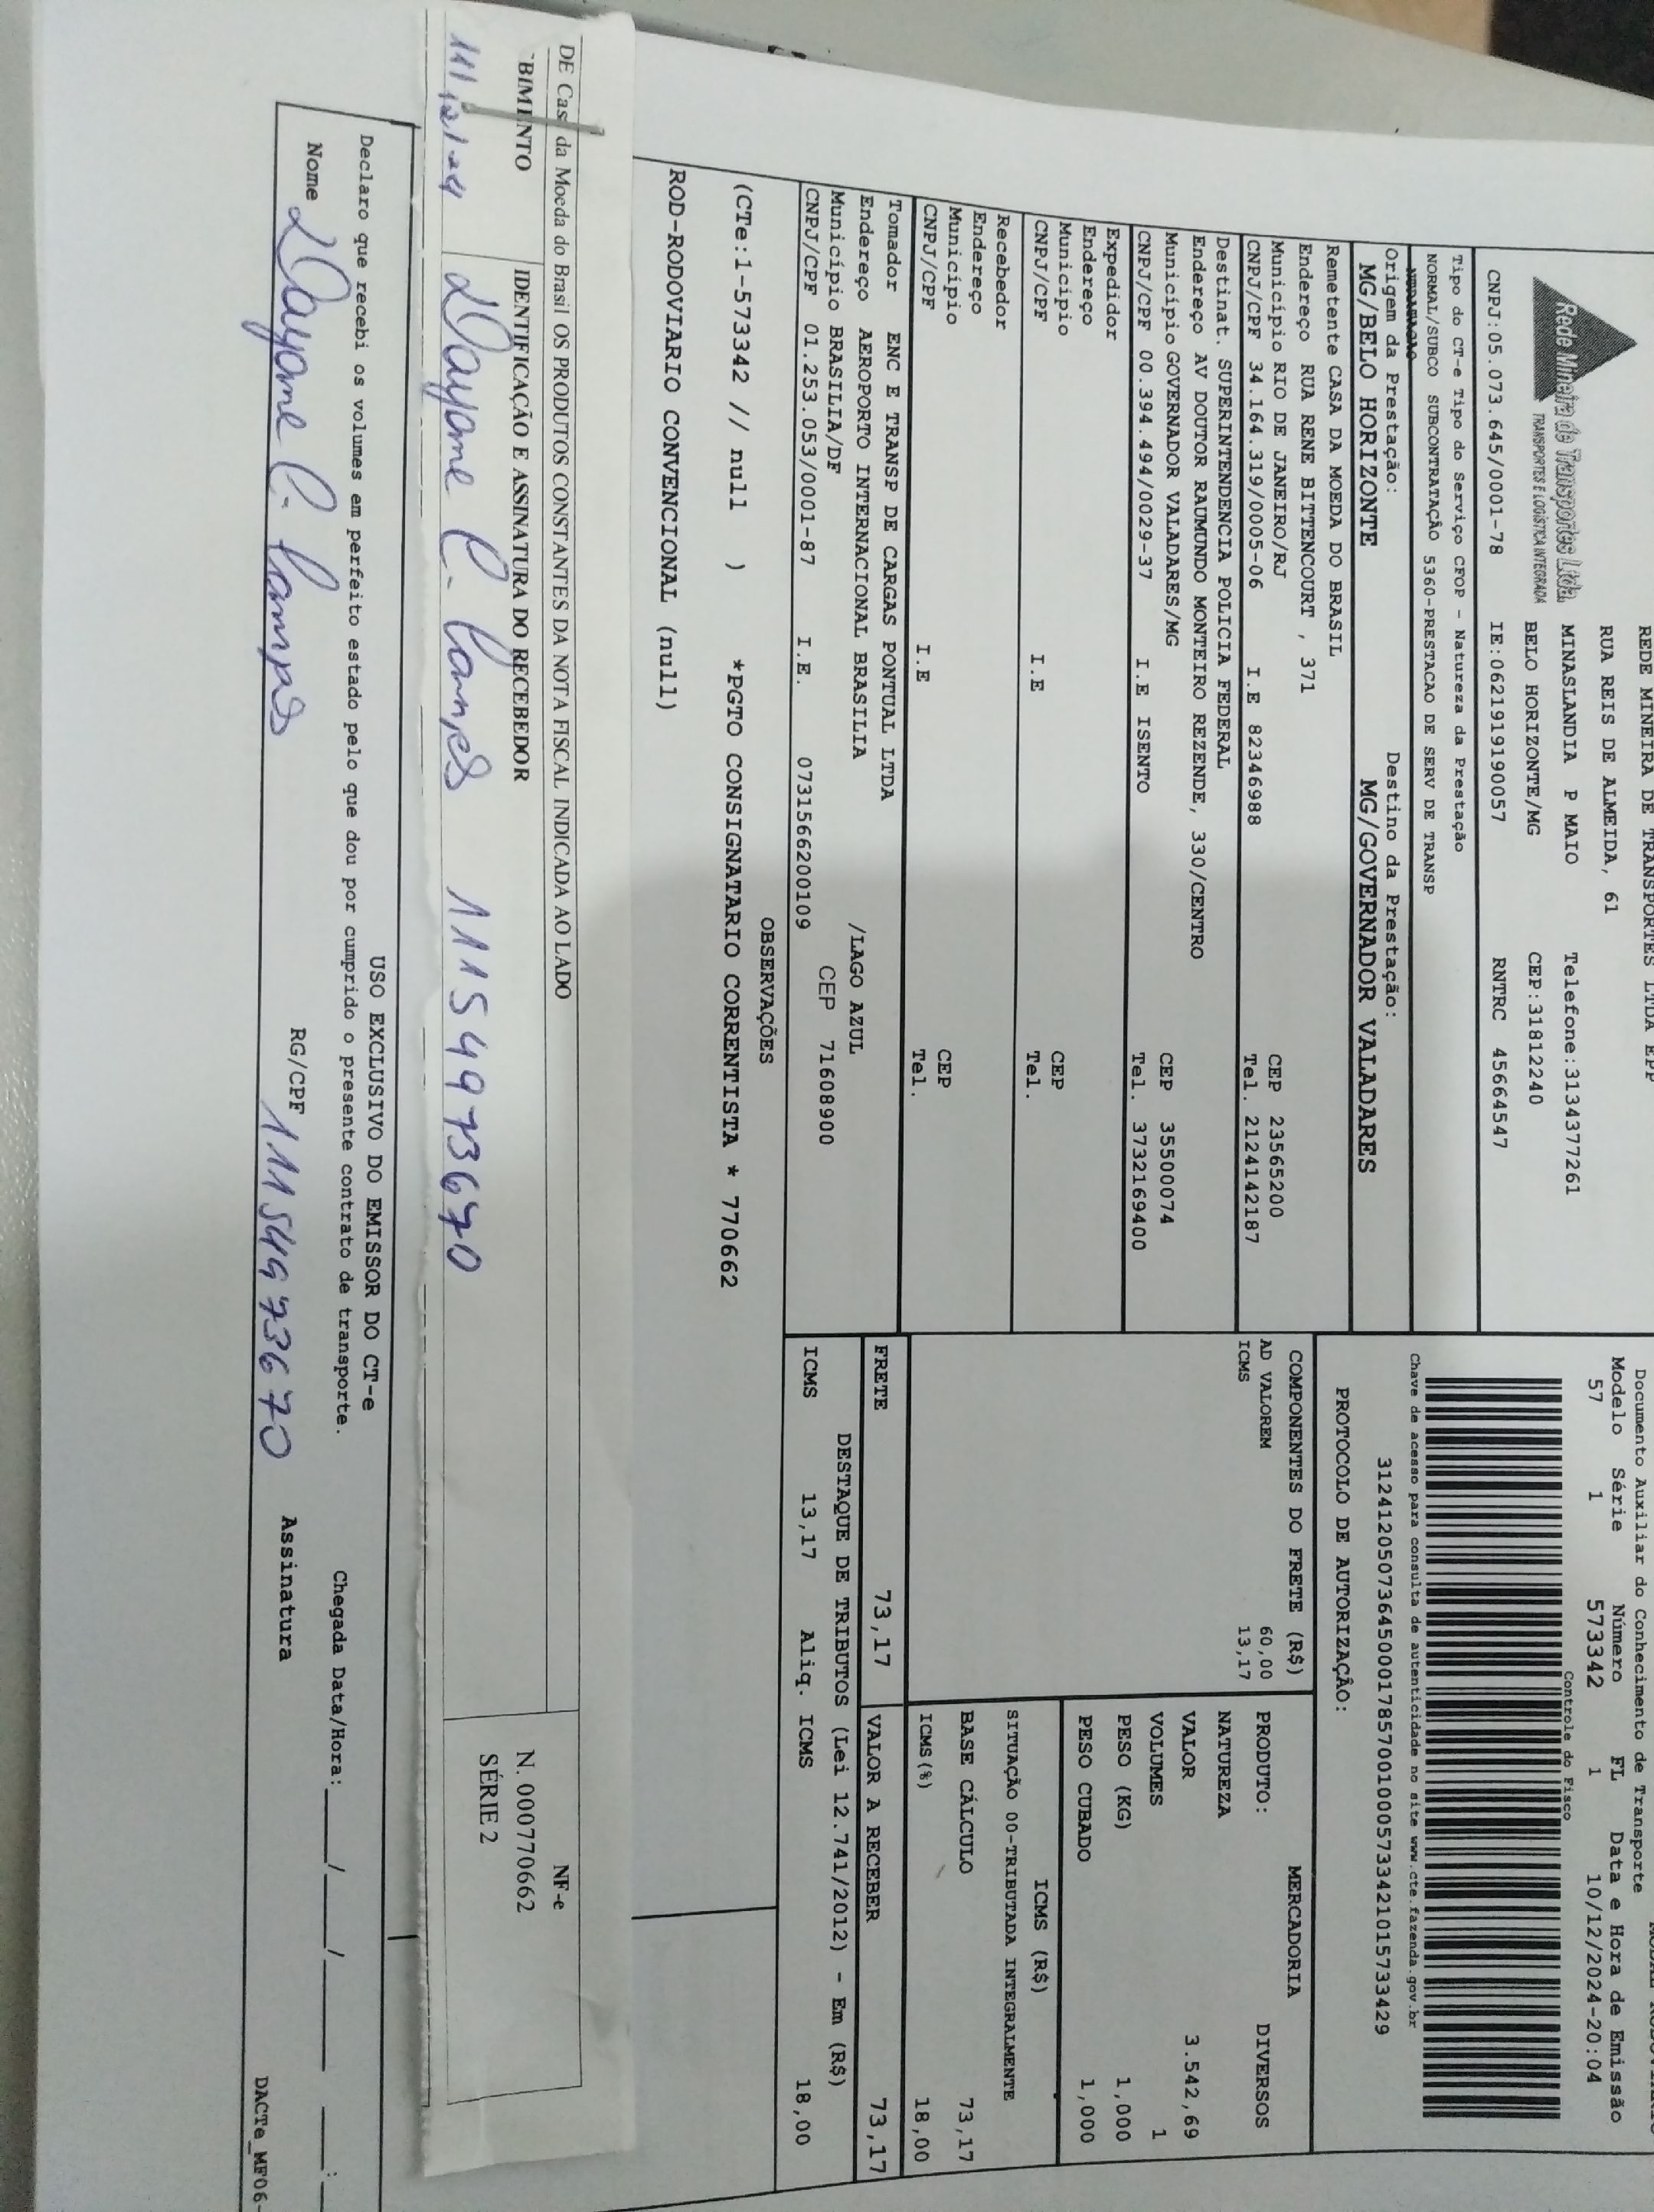 REDE MINEIRA DE TRANSPORTES LTDA EPP
RUA REIS DE ALMEIDA, 61
MINASLANDIA P MAIO Telefone:3134377261
BELO HORIZONTE/MG CEP:31812240
Rede Mineira de Transportes Ltda.
TRANSPORTES E LOGÍSTICA INTEGRADA
CNPJ:05.073.645/0001-78 IE:0621919190057 RNTRC 45664547
Documento Auxiliar do Conhecimento de Transporte
Modelo Série Número FL Data e Hora de Emissão
57 1 573342 1 10/12/2024-20:04
Controle do Fisco
Chave de acesso para consulta de autenticidade no site www.cte.fazenda.gov.br
31241205073645000178570010005733421015733429
PROTOCOLO DE AUTORIZAÇÃO:
Tipo do CT-e Tipo do Serviço CFOP - Natureza da Prestação
NORMAL/SUBCO SUBCONTRATAÇÃO 5360-PRESTACAO DE SERV DE TRANSP
Origem da Prestação: Destino da Prestação:
MG/BELO HORIZONTE MG/GOVERNADOR VALADARES
Remetente CASA DA MOEDA DO BRASIL
Endereço RUA RENE BITTENCOURT , 371
Município RIO DE JANEIRO/RJ CEP 23565200
CNPJ/CPF 34.164.319/0005-06 I.E 82346988 Tel. 2124142187
Destinat. SUPERINTENDENCIA POLICIA FEDERAL
Endereço AV DOUTOR RAUMUNDO MONTEIRO REZENDE, 330/CENTRO
Município GOVERNADOR VALADARES/MG CEP 35500074
CNPJ/CPF 00.394.494/0029-37 I.E ISENTO Tel. 3732169400
Expedidor
Endereço
Município CEP
CNPJ/CPF I.E Tel.
Recebedor
Endereço
Município CEP
CNPJ/CPF I.E Tel.
Tomador ENC E TRANSP DE CARGAS PONTUAL LTDA
Endereço AEROPORTO INTERNACIONAL BRASILIA /LAGO AZUL
Município BRASILIA/DF CEP 71608900
CNPJ/CPF 01.253.053/0001-87 I.E. 0731566200109
COMPONENTES DO FRETE (R$)
AD VALOREM 60,00
ICMS 13,17
MERCADORIA
PRODUTO: DIVERSOS
NATUREZA
VALOR 3.542,69
VOLUMES 1
PESO (KG) 1,000
PESO CUBADO 1,000
ICMS (R$)
SITUAÇÃO 00-TRIBUTADA INTEGRALMENTE
BASE CÁLCULO 73,17
ICMS(%) 18,00
FRETE 73,17 VALOR A RECEBER 73,17
DESTAQUE DE TRIBUTOS (Lei 12.741/2012) - Em (R$)
ICMS 13,17 Aliq. ICMS 18,00
OBSERVAÇÕES
(CTe:1-573342 // null ) *PGTO CONSIGNATARIO CORRENTISTA * 770662
ROD-RODOVIARIO CONVENCIONAL (null)
DE Casa da Moeda do Brasil OS PRODUTOS CONSTANTES DA NOTA FISCAL INDICADA AO LADO
BIMENTO IDENTIFICAÇÃO E ASSINATURA DO RECEBEDOR
11/12/24 Dayane C. Campos 11154973670
NF-e
N. 000770662
SÉRIE 2
USO EXCLUSIVO DO EMISSOR DO CT-e
Declaro que recebi os volumes em perfeito estado pelo que dou por cumprido o presente contrato de transporte.
Chegada Data/Hora: / / :
Nome Dayane C. Campos RG/CPF 11154973670 Assinatura
DACTe_MF06-